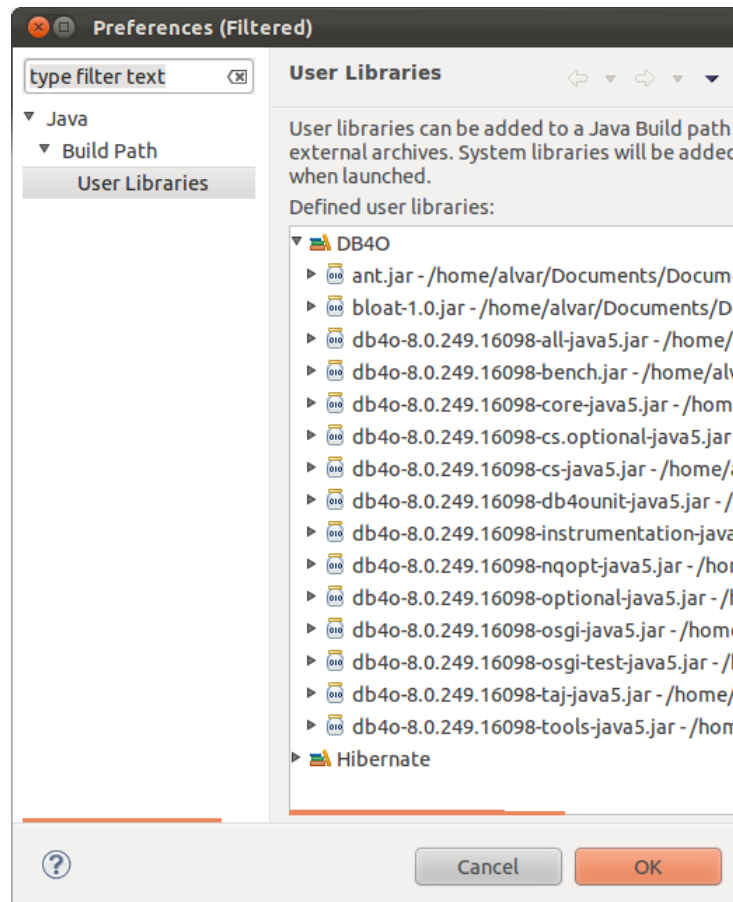 Preferences (Filtered)
type filter text
Java
Build Path
User Libraries
User Libraries
User libraries can be added to a Java Build path
external archives. System libraries will be added
when launched.
Defined user libraries:
DB4O
ant.jar - /home/alvar/Documents/Docum
bloat-1.0.jar - /home/alvar/Documents/D
db4o-8.0.249.16098-all-java5.jar - /home/
db4o-8.0.249.16098-bench.jar - /home/alv
db4o-8.0.249.16098-core-java5.jar - /hom
db4o-8.0.249.16098-cs.optional-java5.jar
db4o-8.0.249.16098-cs-java5.jar - /home/a
db4o-8.0.249.16098-db4ounit-java5.jar - /
db4o-8.0.249.16098-instrumentation-java
db4o-8.0.249.16098-nqopt-java5.jar - /hom
db4o-8.0.249.16098-optional-java5.jar - /h
db4o-8.0.249.16098-osgi-java5.jar - /home
db4o-8.0.249.16098-osgi-test-java5.jar - /h
db4o-8.0.249.16098-taj-java5.jar - /home/
db4o-8.0.249.16098-tools-java5.jar - /hom
Hibernate
Cancel
OK